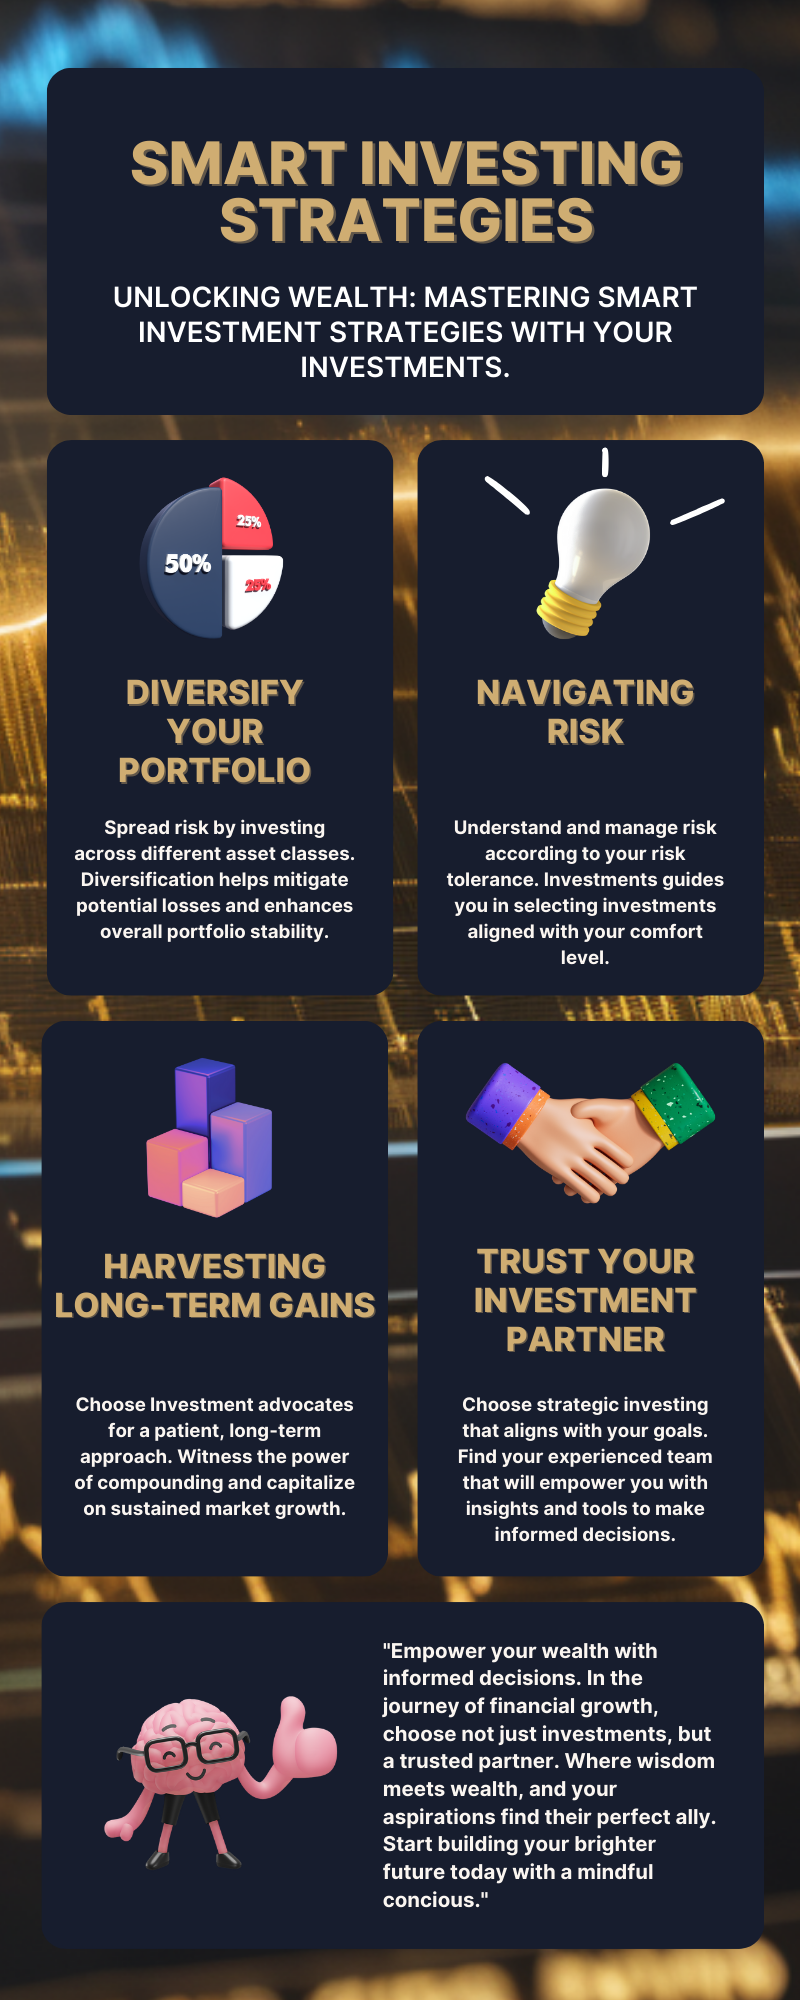 SMART INVESTING
STRATEGIES
UNLOCKING WEALTH: MASTERING SMART
INVESTMENT STRATEGIES WITH YOUR
INVESTMENTS.
25%
50%
25%
DIVERSIFY
YOUR
PORTFOLIO
Spread risk by investing
across different asset classes.
Diversification helps mitigate
potential losses and enhances
overall portfolio stability.
NAVIGATING
RISK
Understand and manage risk
according to your risk
tolerance. Investments guides
you in selecting investments
aligned with your comfort
level.
HARVESTING
LONG-TERM GAINS
Choose Investment advocates
for a patient, long-term
approach. Witness the power
of compounding and capitalize
on sustained market growth.
TRUST YOUR
INVESTMENT
PARTNER
Choose strategic investing
that aligns with your goals.
Find your experienced team
that will empower you with
insights and tools to make
informed decisions.
"Empower your wealth with
informed decisions. In the
journey of financial growth,
choose not just investments, but
a trusted partner. Where wisdom
meets wealth, and your
aspirations find their perfect ally.
Start building your brighter
future today with a mindful
concious."